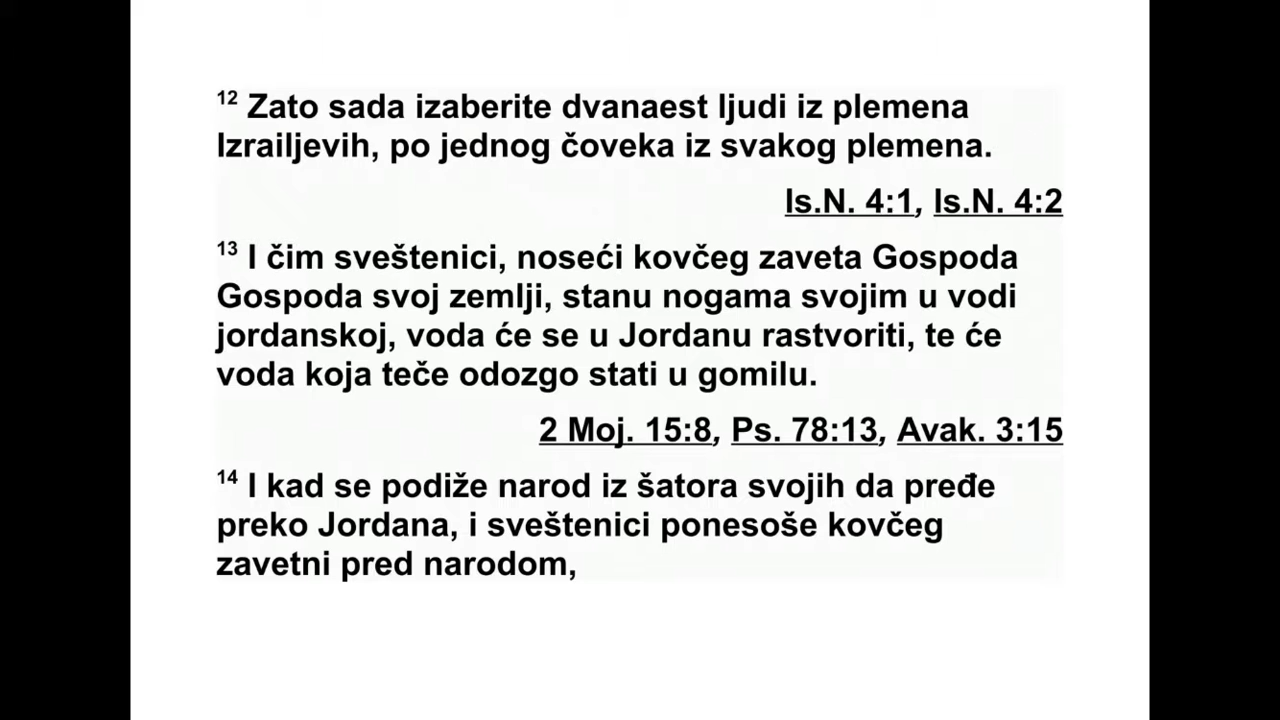 12 Zato sada izaberite dvanaest ljudi iz plemena
Izrailjevih, po jednog čoveka iz svakog plemena.
Is.N. 4:1, Is.N. 4:2
13 I čim sveštenici, noseći kovčeg zaveta Gospoda
Gospoda svoj zemlji, stanu nogama svojim u vodi
jordanskoj, voda će se u Jordanu rastvoriti, te će
voda koja teče odozgo stati u gomilu.
2 Moj. 15:8, Ps. 78:13, Avak. 3:15
14 I kad se podiže narod iz šatora svojih da pređe
preko Jordana, i sveštenici ponesoše kovčeg
zavetni pred narodom,